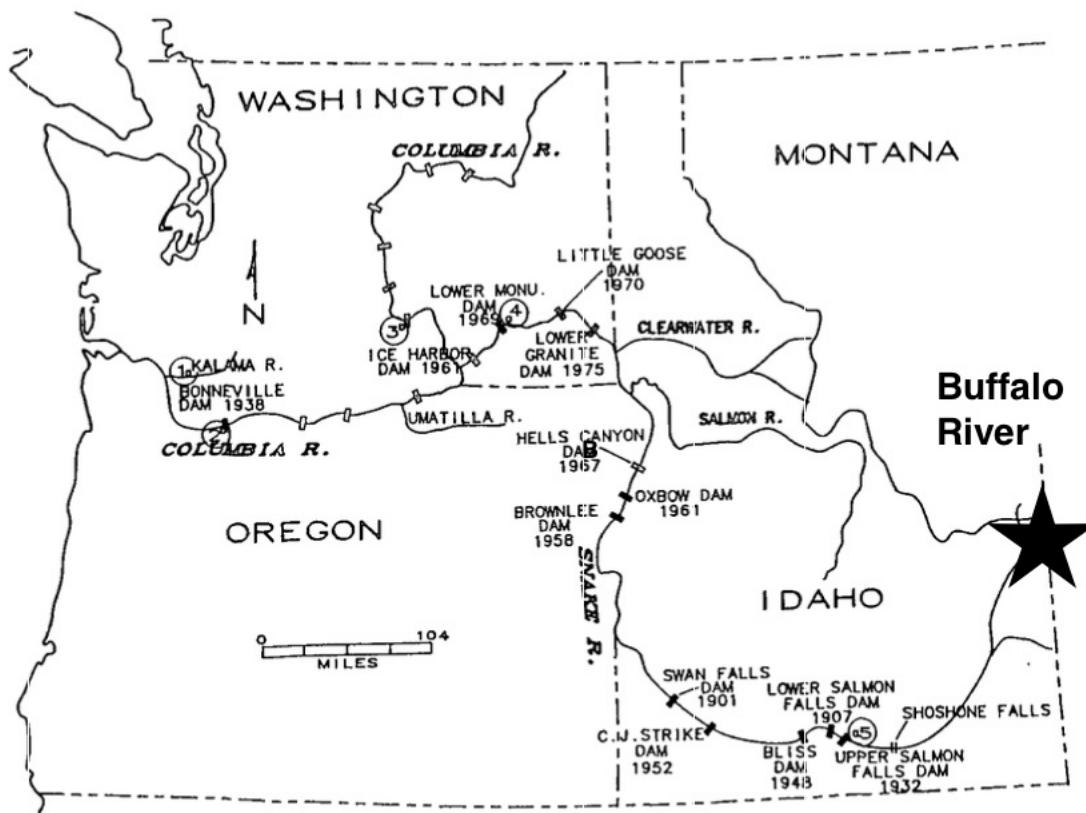 WASHINGTON
COLUMBIA R.
MONTANA
N
LITTLE GOOSE
DAM
1970
LOWER MONU.
DAM
1969
4
3
ICE HARBOR
DAM 1961
LOWER
GRANITE
DAM 1975
CLEARWATER R.
1
KALAMA R.
BONNEVILLE
DAM 1938
2
COLUMBIA R.
UMATILLA R.
SALMON R.
Buffalo
River
HELLS CANYON
DAM
1967
OXBOW DAM
1961
BROWNLEE
DAM
1958
OREGON
SNAKE R.
IDAHO
0 104
MILES
SWAN FALLS
DAM
1901
LOWER SALMON
FALLS DAM
1907
5
SHOSHONE FALLS
C.J.STRIKE
DAM
1952
BLISS
DAM
1948
UPPER SALMON
FALLS DAM
1932